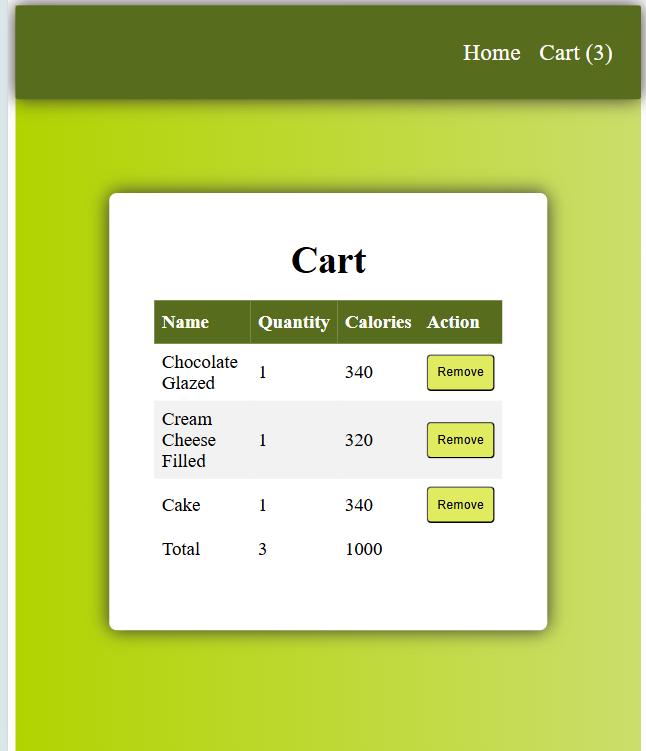 Home Cart (3)
Cart
Name Quantity Calories Action
Chocolate
Glazed 1 340 Remove
Cream
Cheese 1 320 Remove
Filled
Cake 1 340 Remove
Total 3 1000